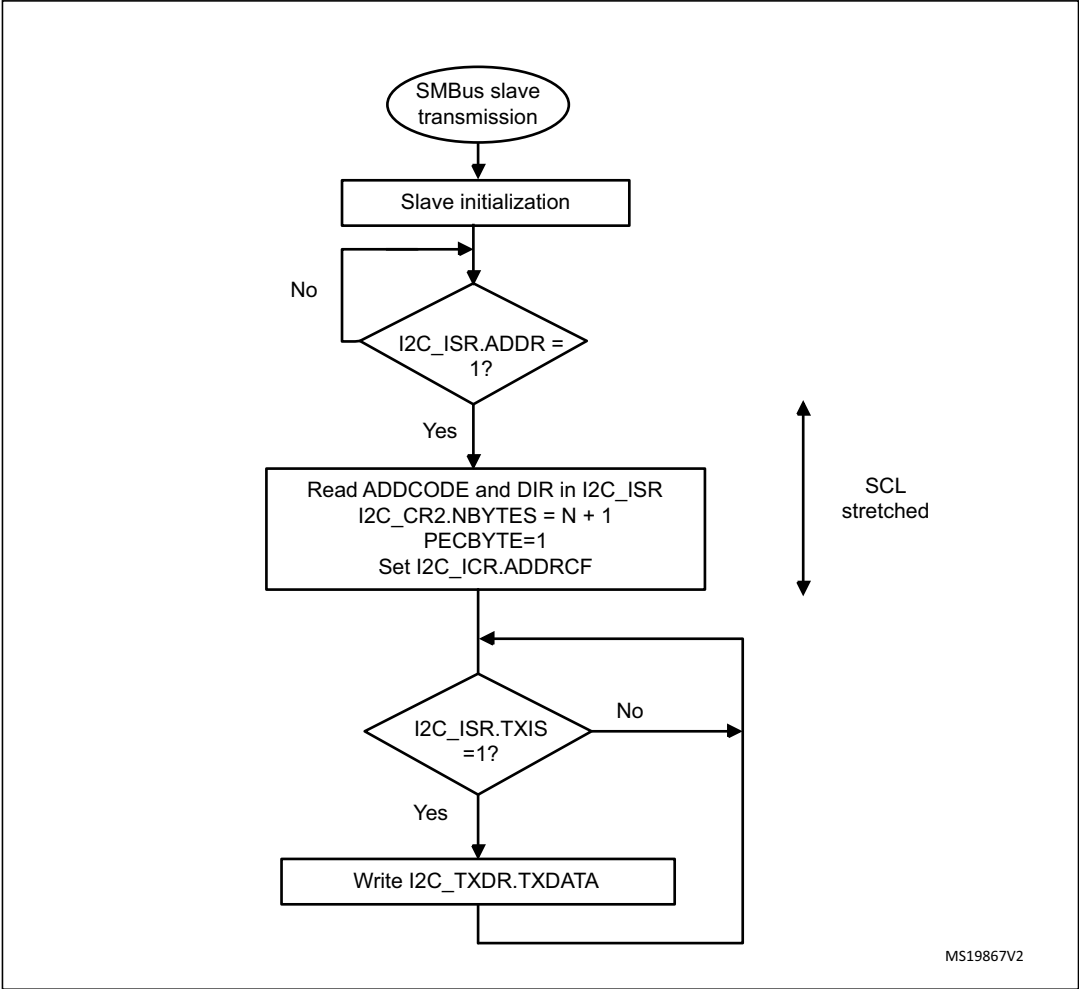 SMBus slave
transmission
Slave initialization
No
I2C_ISR.ADDR =
1?
Yes
Read ADDCODE and DIR in I2C_ISR
I2C_CR2.NBYTES = N + 1
PECBYTE=1
Set I2C_ICR.ADDRCF
SCL
stretched
I2C_ISR.TXIS
=1?
No
Yes
Write I2C_TXDR.TXDATA
MS19867V2